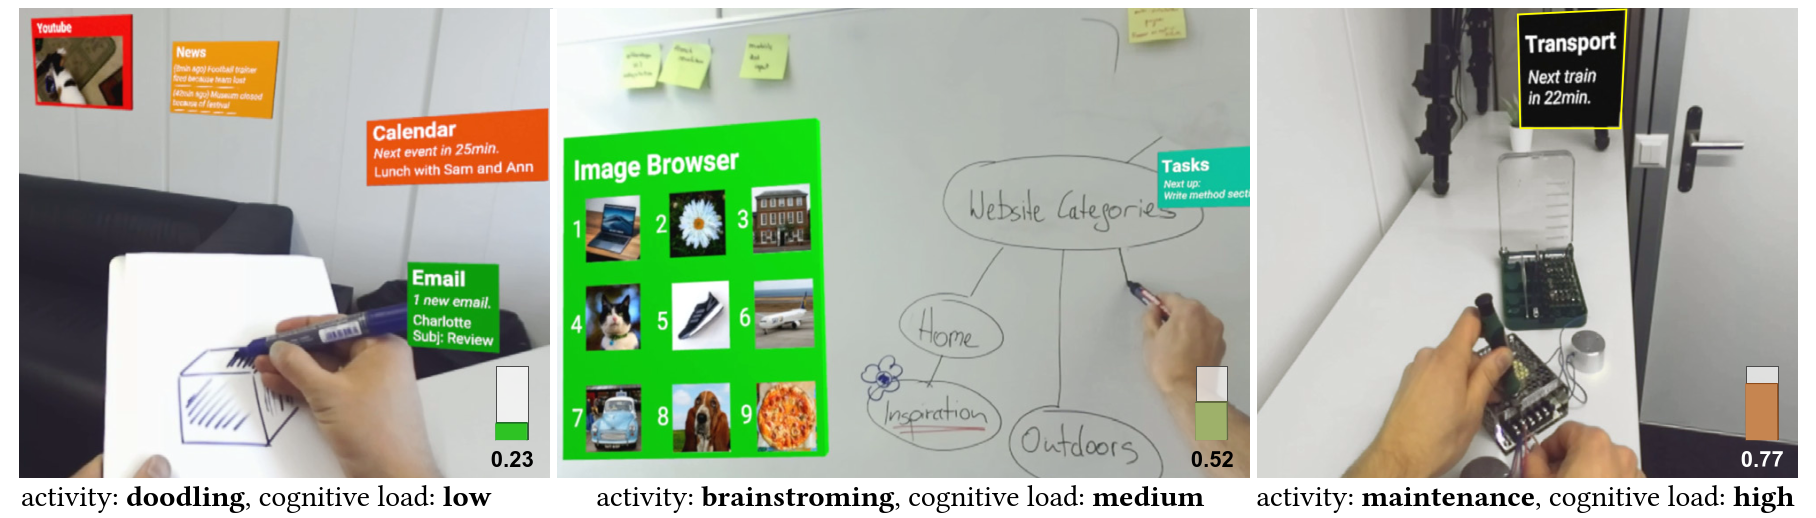 Youtube
News
(8min ago) Football trainer
fired because team lost
(42min ago) Museum closed
because of festival
Calendar
Next event in 25min.
Lunch with Sam and Ann
Email
1 new email.
Charlotte
Subj: Review
0.23
activity: doodling, cognitive load: low
Image Browser
1
2
3
4
5
6
7
8
9
Website Categories
Home
Inspiration
Outdoors
Tasks
Next up:
Write method secti
0.52
activity: brainstroming, cognitive load: medium
Transport
Next train
in 22min.
0.77
activity: maintenance, cognitive load: high